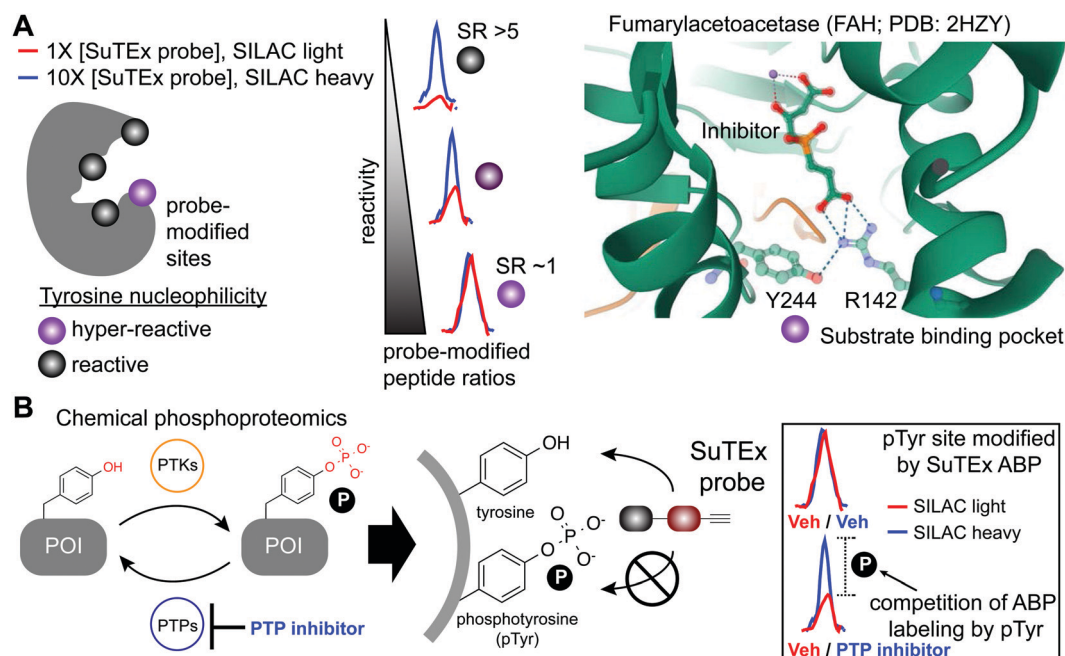 A
1X [SuTEx probe], SILAC light
10X [SuTEx probe], SILAC heavy
probe-
modified
sites
Tyrosine nucleophilicity
hyper-reactive
reactive
reactivity
SR >5
SR ~1
probe-modified
peptide ratios
Fumarylacetoacetase (FAH; PDB: 2HZY)
Inhibitor
Y244
R142
Substrate binding pocket
B
Chemical phosphoproteomics
OH
POI
PTKs
PTPs
PTP inhibitor
O
O-
P
O
O-
P
POI
OH
tyrosine
O
O-
P
O
O-
P
phosphotyrosine
(pTyr)
SuTEx
probe
pTyr site modified
by SuTEx ABP
SILAC light
SILAC heavy
Veh / Veh
P
competition of ABP
labeling by pTyr
Veh / PTP inhibitor